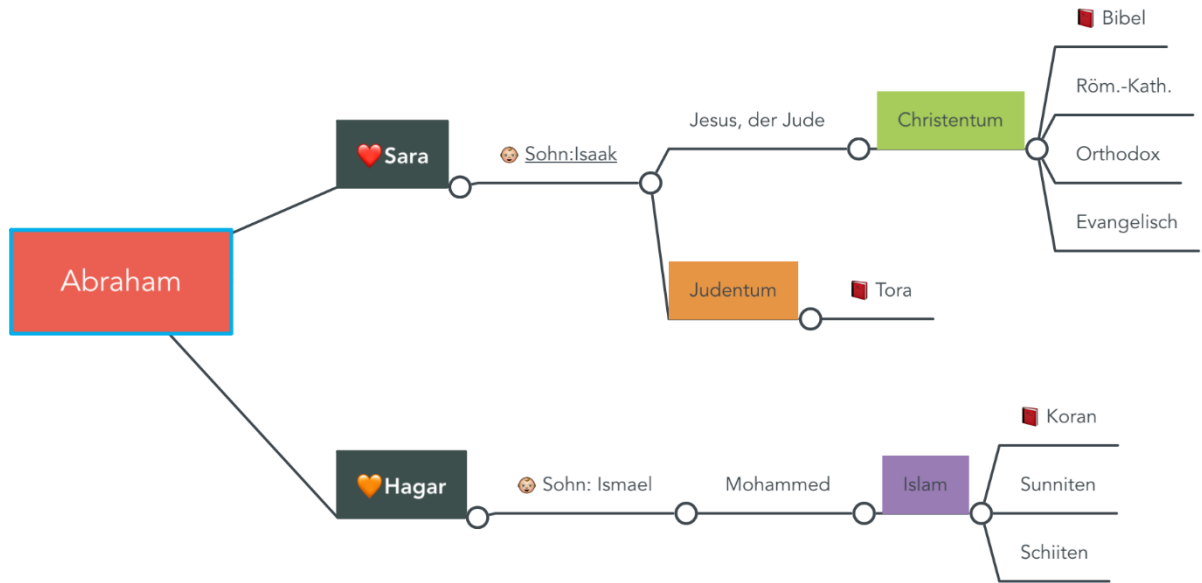 Abraham
Sara
Sohn:Isaak
Jesus, der Jude
Christentum
Bibel
Röm.-Kath.
Orthodox
Evangelisch
Judentum
Tora
Hagar
Sohn: Ismael
Mohammed
Islam
Koran
Sunniten
Schiiten